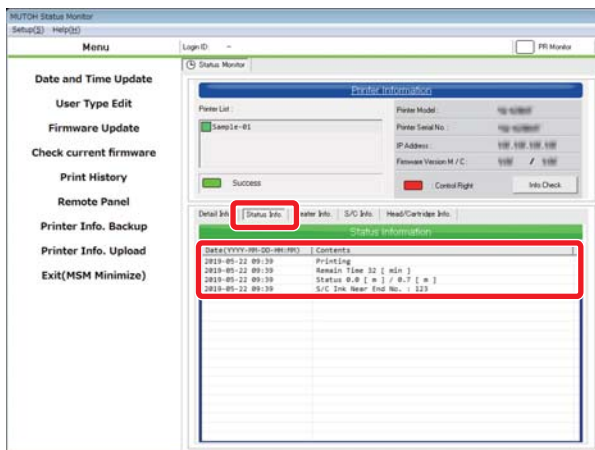 MUTOH Status Monitor
Setup(S) Help(H)
Menu
Login ID: -
PR Monitor
Status Monitor
Date and Time Update
User Type Edit
Firmware Update
Check current firmware
Print History
Remote Panel
Printer Info. Backup
Printer Info. Upload
Exit(MSM Minimize)
Printer Information
Printer List :
Sample-01
Success
Printer Model :
Printer Serial No. :
IP Address :
Firmware Version M / C : /
: Control Right
Info Check
Detail Info. Status Info. eater Info. S/C Info. Head/Cartridge Info.
Status Information
Date(YYYY-MM-DD-HH:MM) | Contents
2019-05-22 09:39 Printing
2019-05-22 09:39 Remain Time 32 [ min ]
2019-05-22 09:39 Status 0.0 [ m ] / 0.7 [ m ]
2019-05-22 09:39 S/C Ink Near End No. : 123